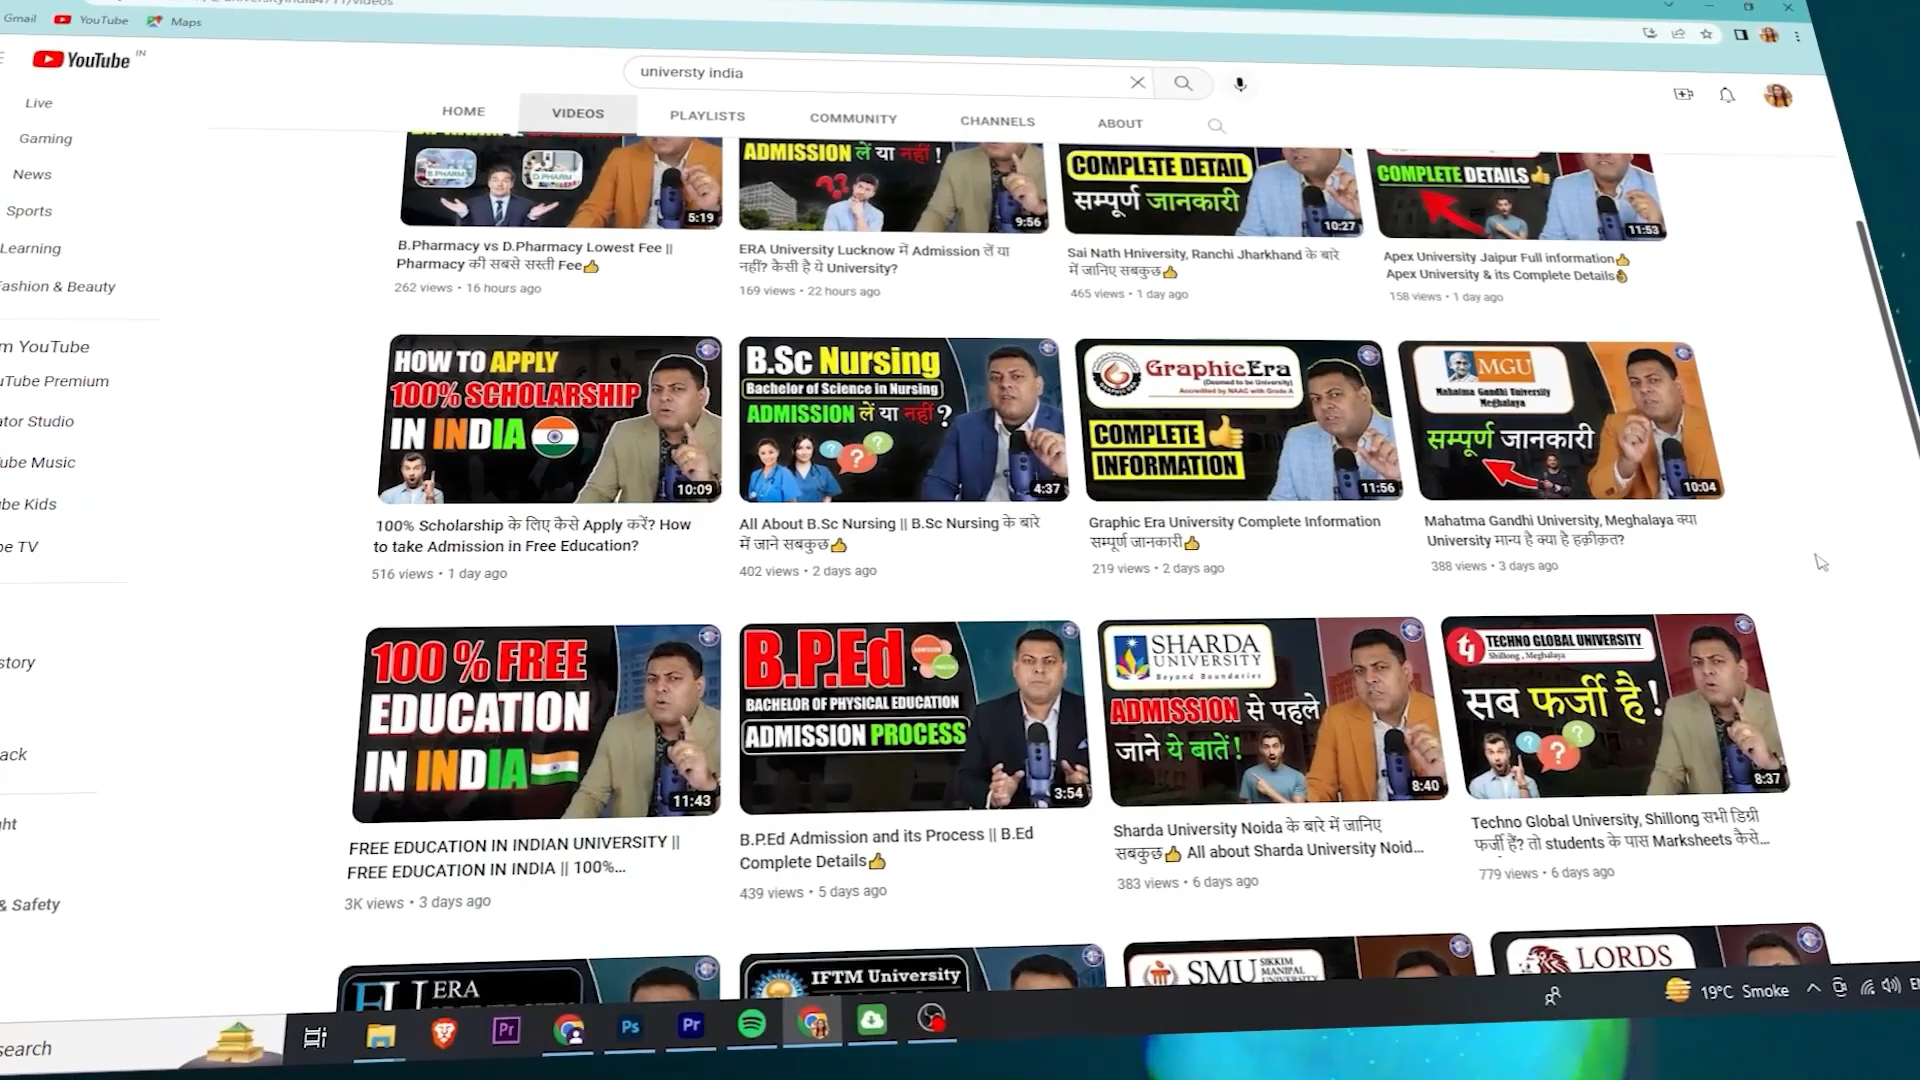 Gmail
YouTube
Maps
YouTube IN
universty india
Live
Gaming
News
Sports
Learning
Fashion & Beauty
YouTube
Premium
Studio
Music
Kids
TV
& Safety
HOME
VIDEOS
PLAYLISTS
COMMUNITY
CHANNELS
ABOUT
B.PHARM
D.PHARM
5:19
ADMISSION लें या नहीं !
9:56
COMPLETE DETAIL
सम्पूर्ण जानकारी
10:27
COMPLETE DETAILS
11:53
B.Pharmacy vs D.Pharmacy Lowest Fee ||
Pharmacy की सबसे सस्ती Fee👍
262 views • 16 hours ago
ERA University Lucknow में Admission लें या
नहीं? कैसी है ये University?
169 views • 22 hours ago
Sai Nath Hniversity, Ranchi Jharkhand के बारे
में जानिए सबकुछ👍
465 views • 1 day ago
Apex University Jaipur Full information👍
Apex University & its Complete Details👌
158 views • 1 day ago
HOW TO APPLY
100% SCHOLARSHIP
IN INDIA
10:09
B.Sc Nursing
Bachelor of Science in Nursing
ADMISSION लें या नहीं ?
4:37
GraphicEra
(Deemed to be University)
Accredited by NAAC with Grade A
COMPLETE
INFORMATION
11:56
MGU
Mahatma Gandhi University
Meghalaya
सम्पूर्ण जानकारी
10:04
100% Scholarship के लिए कैसे Apply करें? How
to take Admission in Free Education?
516 views • 1 day ago
All About B.Sc Nursing || B.Sc Nursing के बारे
में जाने सबकुछ👍
402 views • 2 days ago
Graphic Era University Complete Information
सम्पूर्ण जानकारी👍
219 views • 2 days ago
Mahatma Gandhi University, Meghalaya क्या
University मान्य है क्या है हक़ीक़त?
388 views • 3 days ago
100 % FREE
EDUCATION
IN INDIA
11:43
B.P.Ed
BACHELOR OF PHYSICAL EDUCATION
ADMISSION PROCESS
3:54
SHARDA
UNIVERSITY
Beyond Boundaries
ADMISSION से पहले
जाने ये बातें!
8:40
TECHNO GLOBAL UNIVERSITY
Shillong, Meghalaya
सब फर्जी है!
8:37
FREE EDUCATION IN INDIAN UNIVERSITY ||
FREE EDUCATION IN INDIA || 100%...
3K views • 3 days ago
B.P.Ed Admission and its Process || B.Ed
Complete Details👍
439 views • 5 days ago
Sharda University Noida के बारे में जानिए
सबकुछ👍 All about Sharda University Noid...
383 views • 6 days ago
Techno Global University, Shillong सभी डिग्री
फर्जी हैं? तो students के पास Marksheets कैसे...
779 views • 6 days ago
ERA
IFTM University
SMU SIKKIM
MANIPAL
UNIVERSITY
LORDS
19°C Smoke